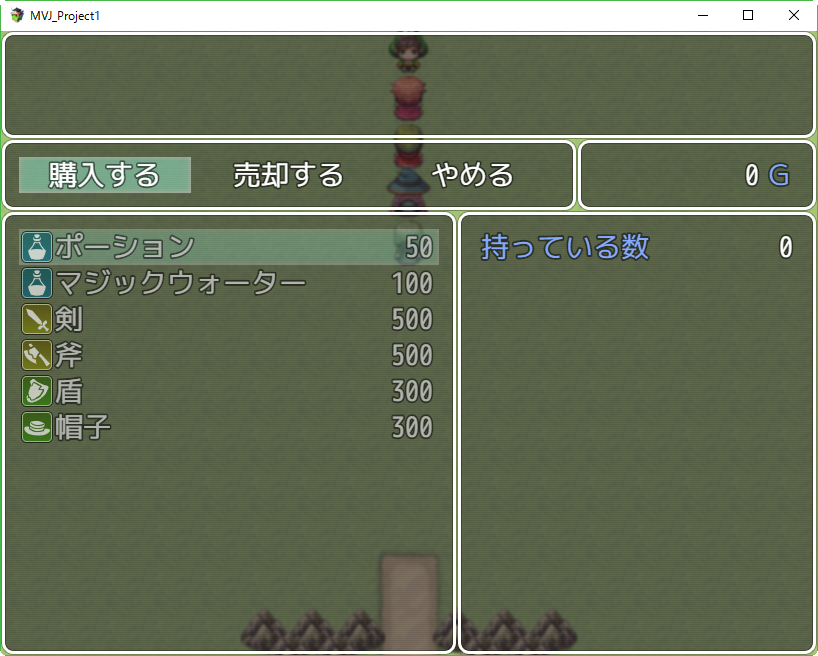 MVJ_Project1
購入する 売却する やめる 0 G
ポーション 50
マジックウォーター 100
剣 500
斧 500
盾 300
帽子 300
持っている数 0